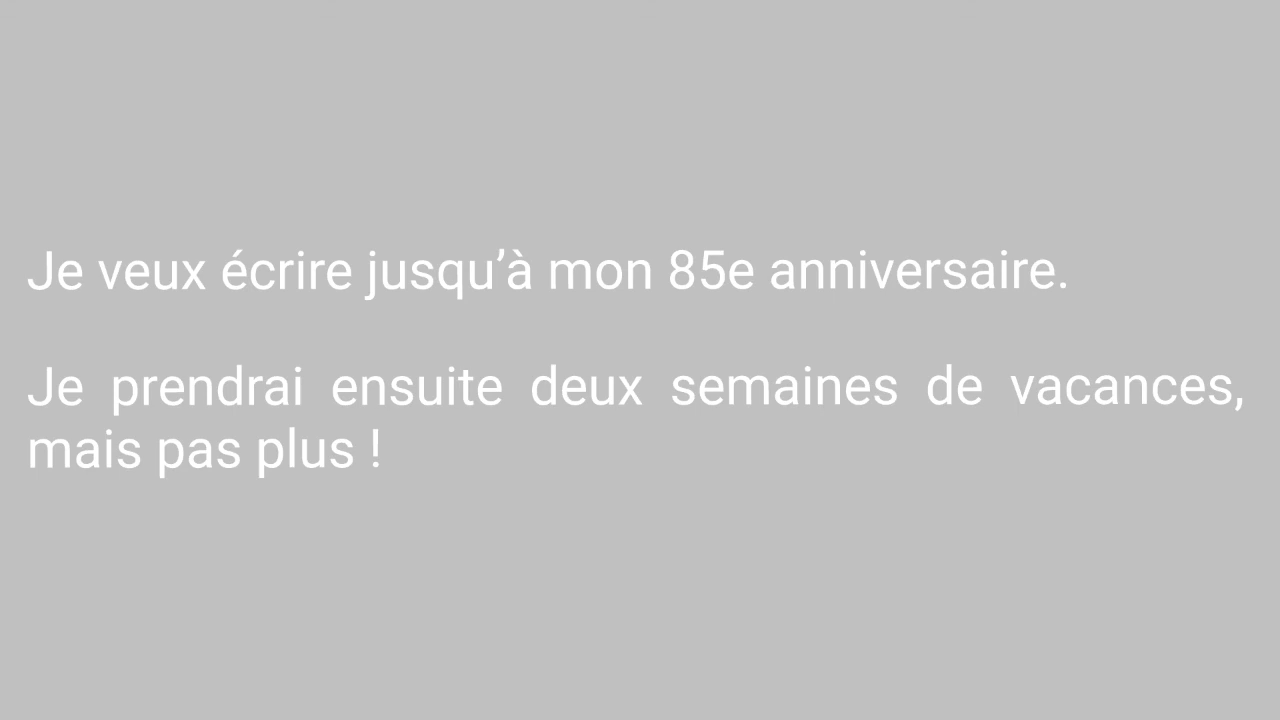 Je veux écrire jusqu’à mon 85e anniversaire.
Je prendrai ensuite deux semaines de vacances,
mais pas plus !